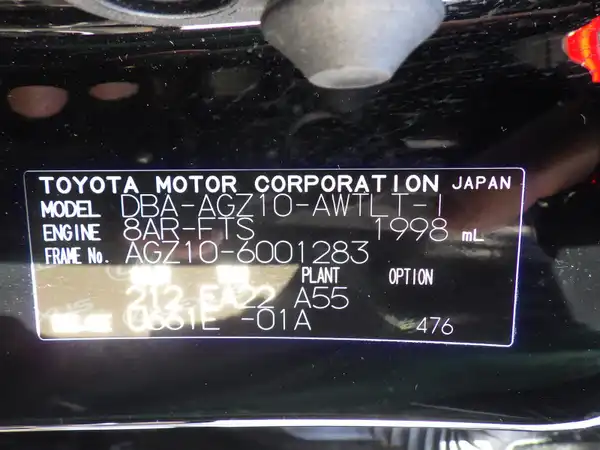 TOYOTA MOTOR CORPORATION JAPAN
MODEL DBA-AGZ10-AWTLT-1
ENGINE 8AR-FTS 1998 mL
FRAME No. AGZ10-6001283
PLANT OPTION
212 EA22 A55
-01A 476